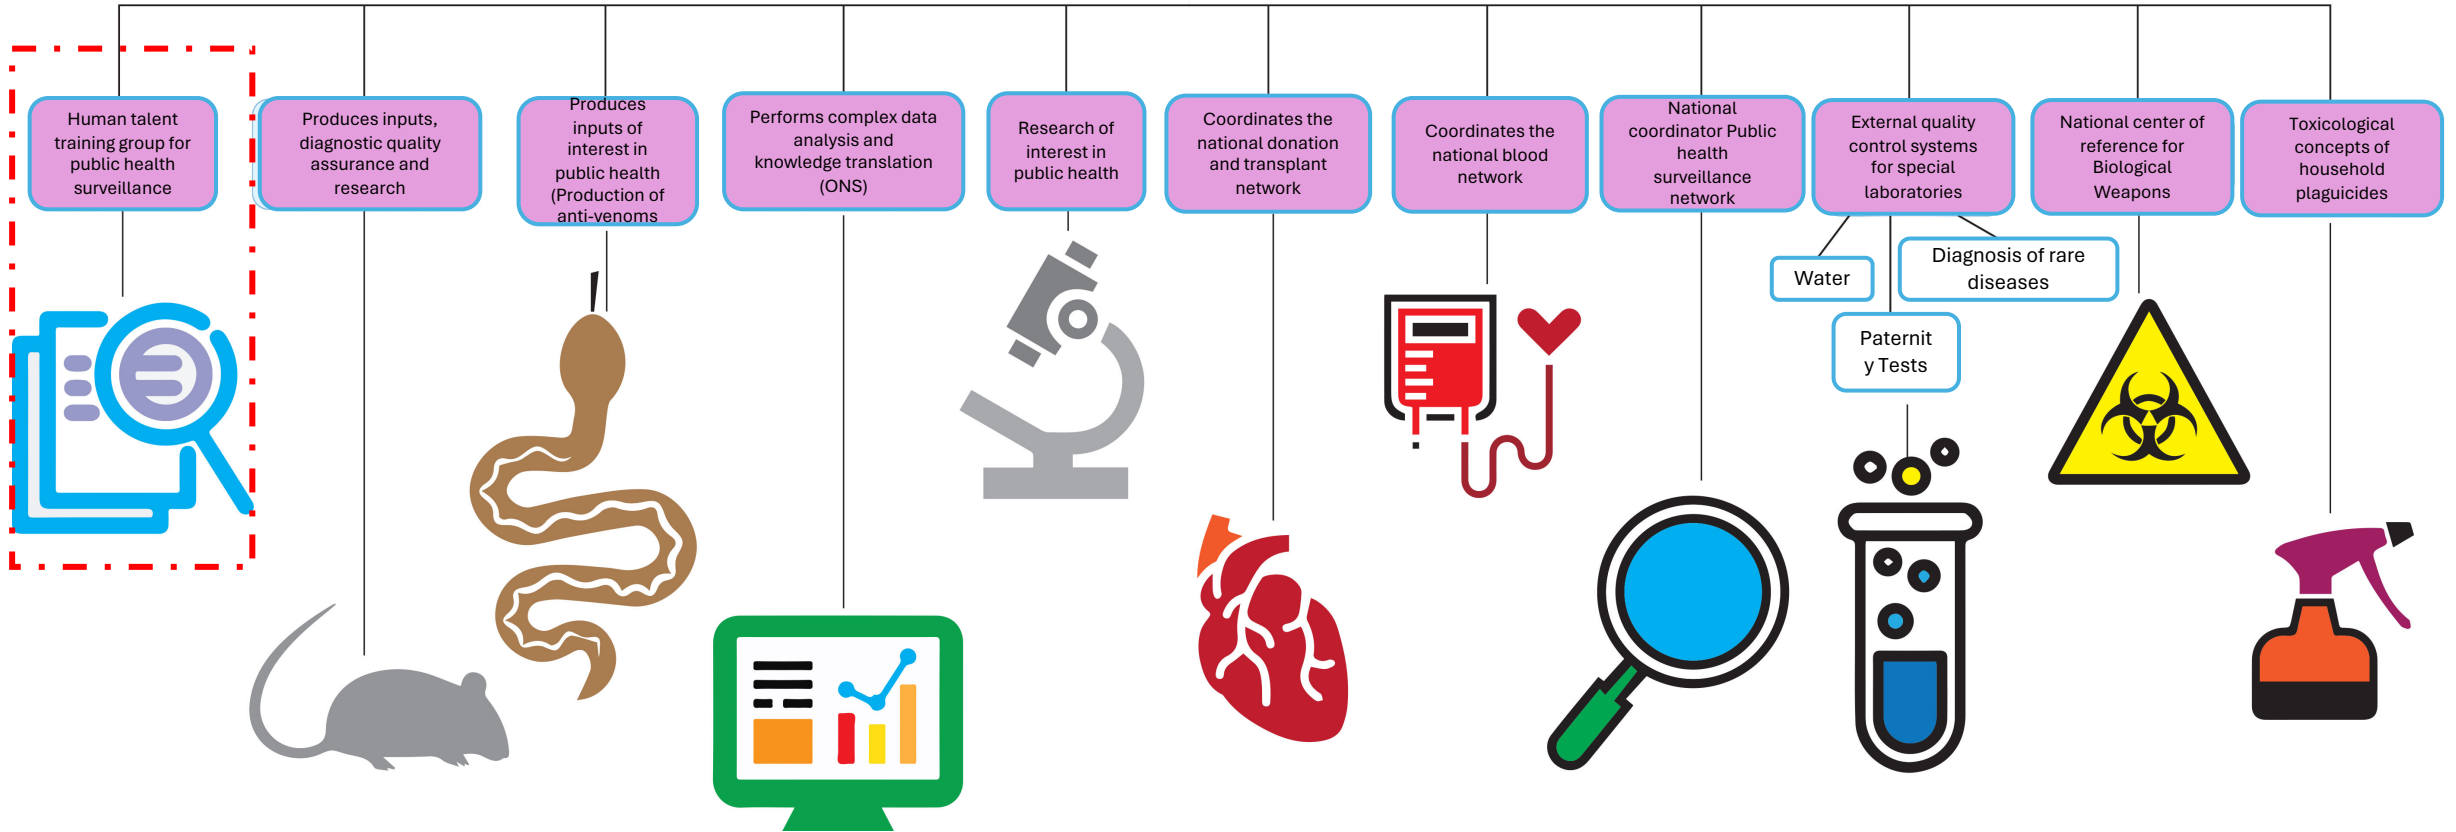 Human talent
training group for
public health
surveillance
Produces inputs,
diagnostic quality
assurance and
research
Produces
inputs of
interest in
public health
(Production of
anti-venoms
Performs complex data
analysis and
knowledge translation
(ONS)
Research of
interest in
public health
Coordinates the
national donation
and transplant
network
Coordinates the
national blood
network
National
coordinator Public
health
surveillance
network
External quality
control systems
for special
laboratories
National center of
reference for
Biological
Weapons
Toxicological
concepts of
household
plaguicides
Water
Diagnosis of rare
diseases
Paternit
y Tests